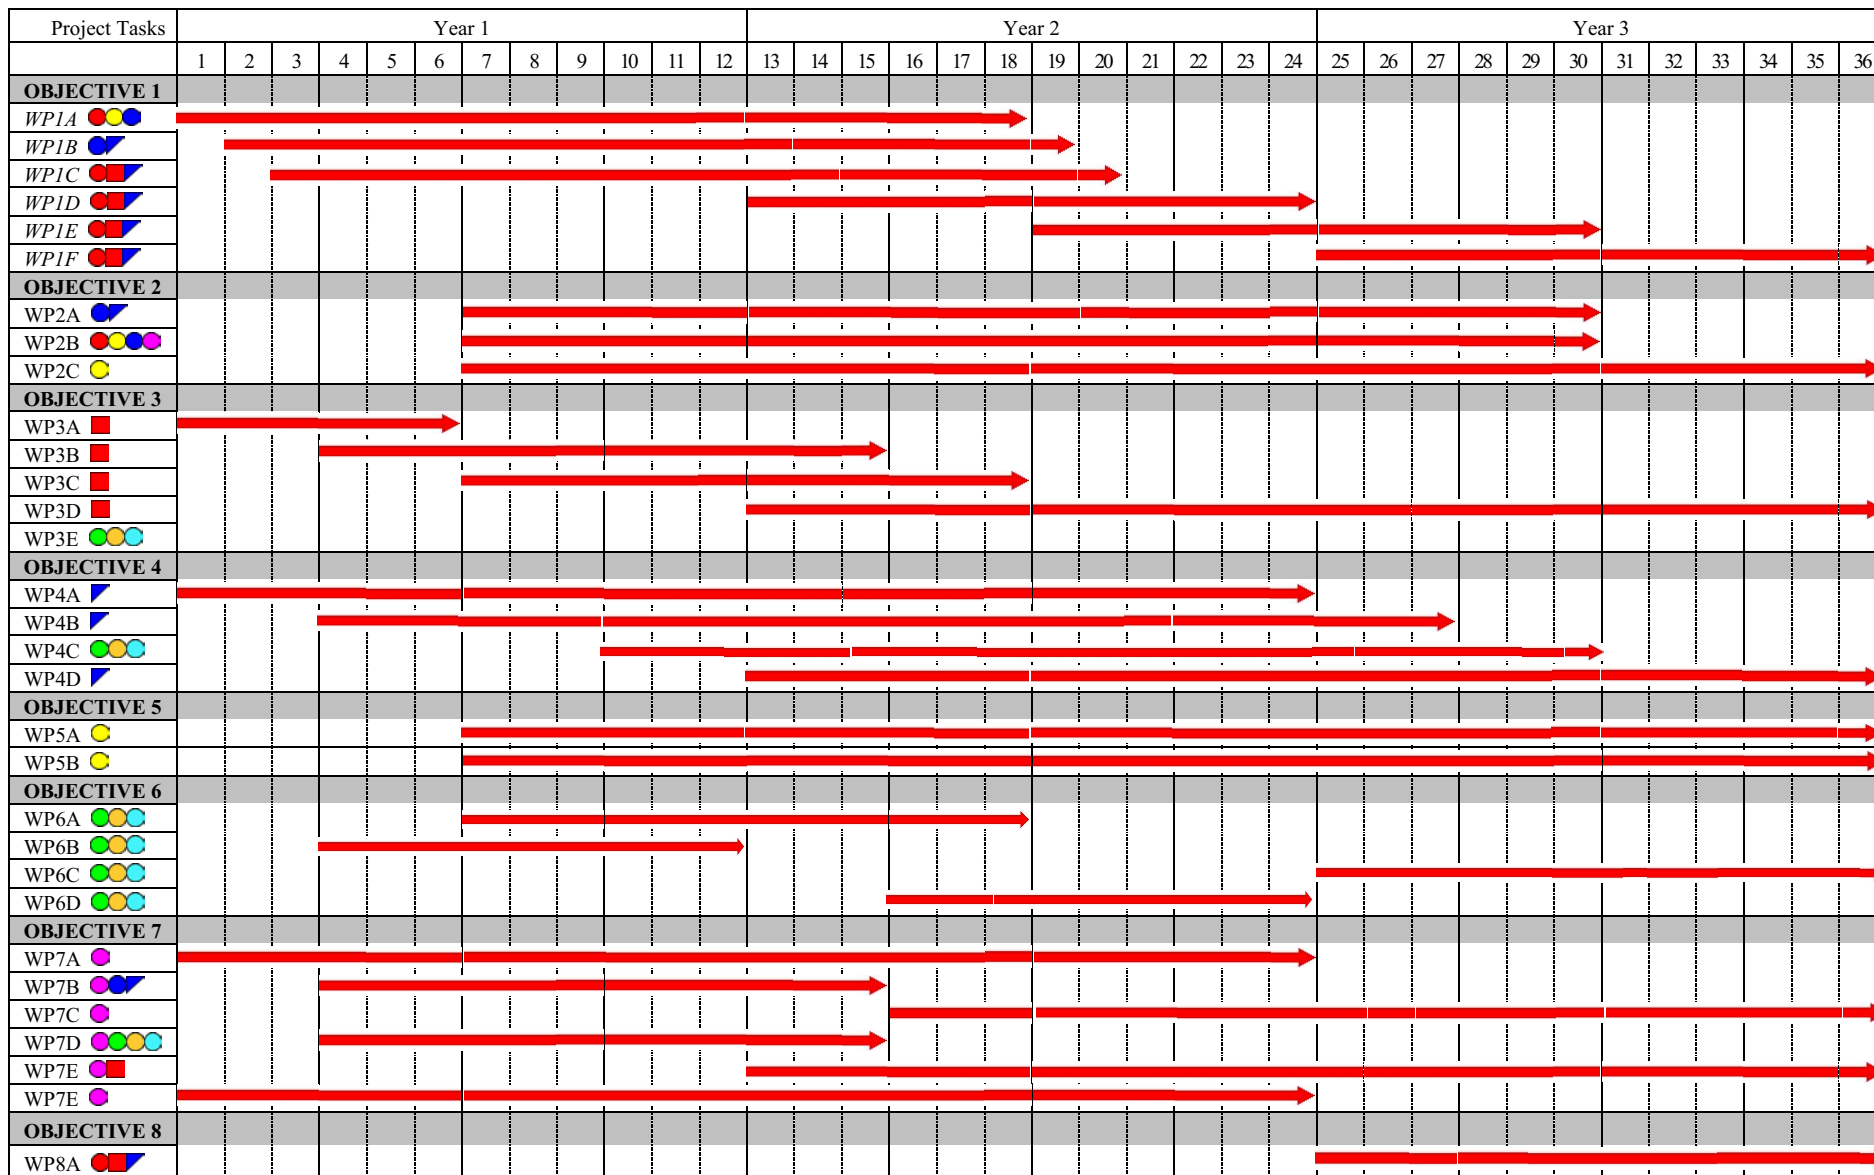 Project Tasks Year 1 Year 2 Year 3
1 2 3 4 5 6 7 8 9 10 11 12 13 14 15 16 17 18 19 20 21 22 23 24 25 26 27 28 29 30 31 32 33 34 35 36
OBJECTIVE 1
WP1A
WP1B
WP1C
WP1D
WP1E
WP1F
OBJECTIVE 2
WP2A
WP2B
WP2C
OBJECTIVE 3
WP3A
WP3B
WP3C
WP3D
WP3E
OBJECTIVE 4
WP4A
WP4B
WP4C
WP4D
OBJECTIVE 5
WP5A
WP5B
OBJECTIVE 6
WP6A
WP6B
WP6C
WP6D
OBJECTIVE 7
WP7A
WP7B
WP7C
WP7D
WP7E
WP7E
OBJECTIVE 8
WP8A